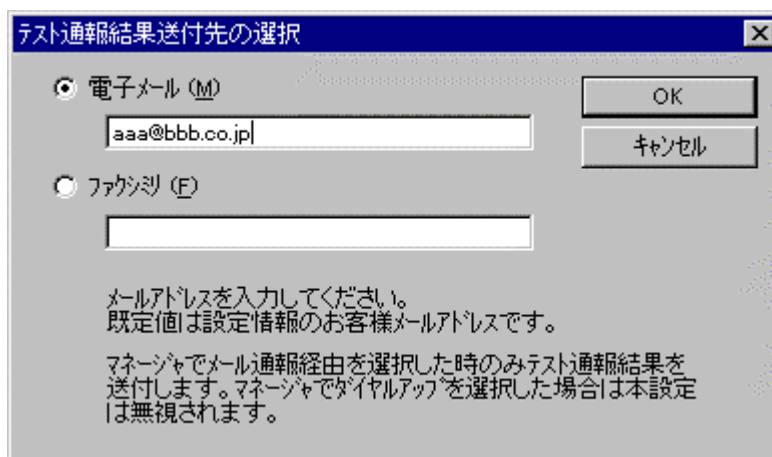 テスト通報結果送付先の選択
電子メール (M)
OK
aaa@bbb.co.jp
キャンセル
ファクシミリ (F)
メールアドレスを入力してください。
既定値は設定情報のお客様メールアドレスです。
マネージャでメール通報経由を選択した時のみテスト通報結果を
送付します。マネージャでダイヤルアップを選択した場合は本設定
は無視されます。